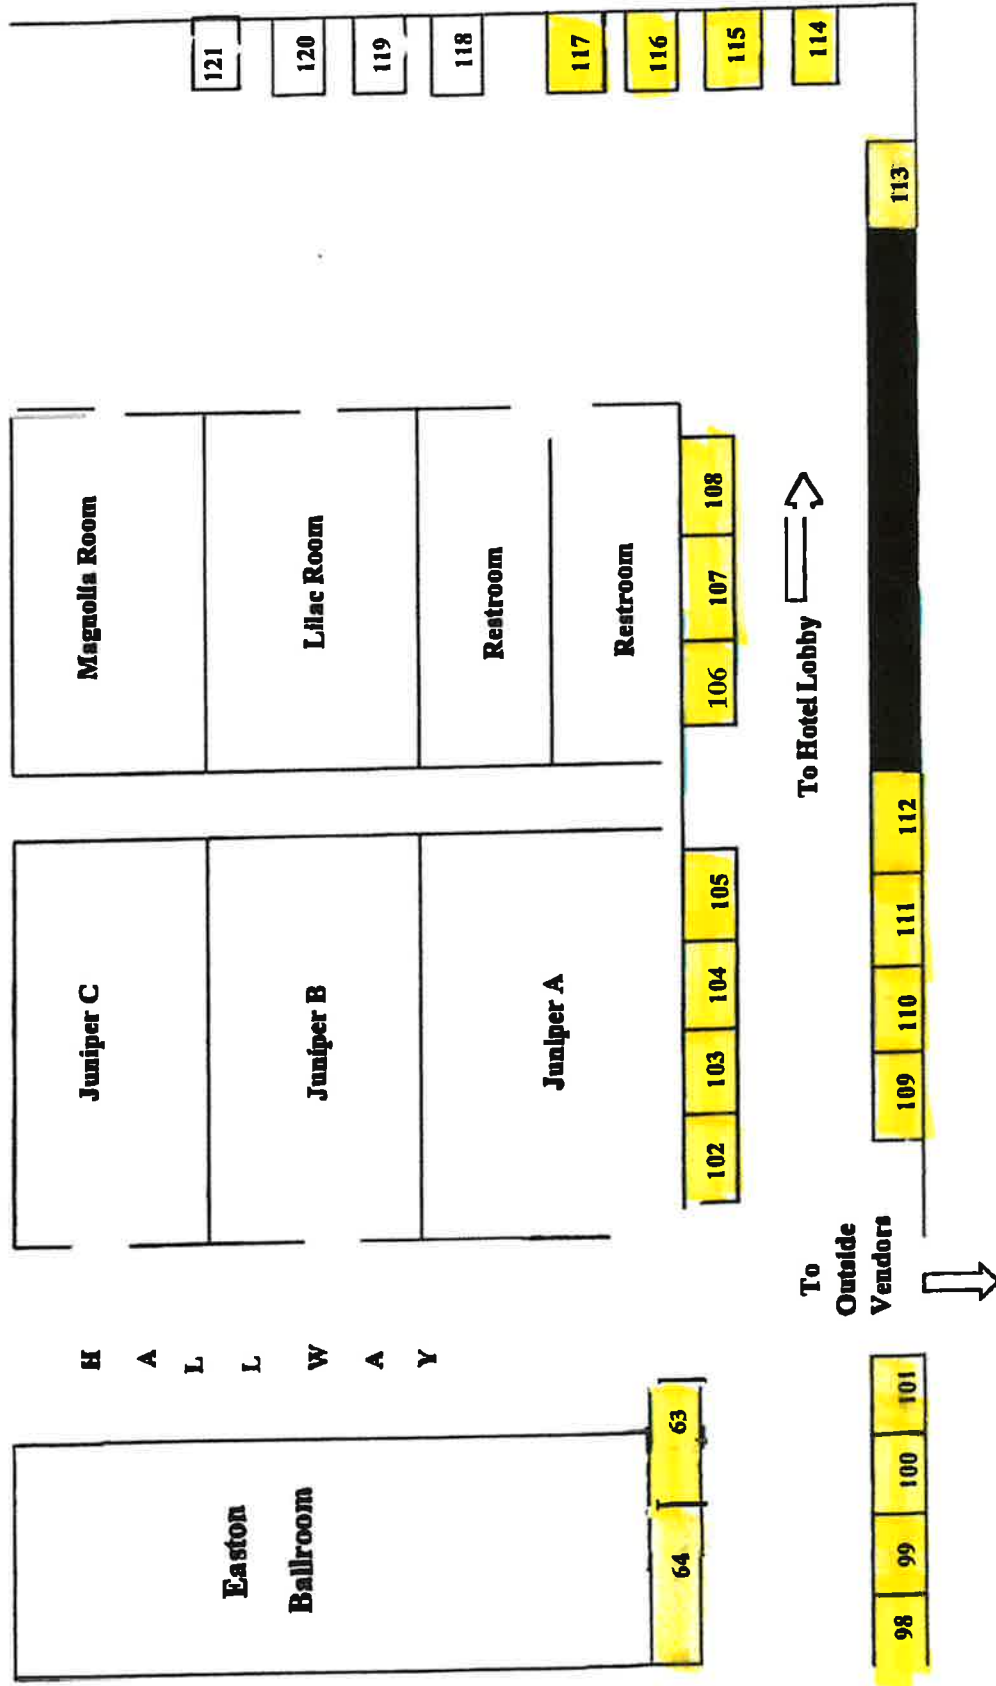 Easton
Ballroom
H
A
L
L
W
A
Y
Juniper C
Juniper B
Juniper A
Magnolia Room
Lilac Room
Restroom
Restroom
121
120
119
118
117
116
115
114
64
63
102
103
104
105
106
107
108
To
Outside
Vendors
To Hotel Lobby
98
99
100
101
109
110
111
112
113